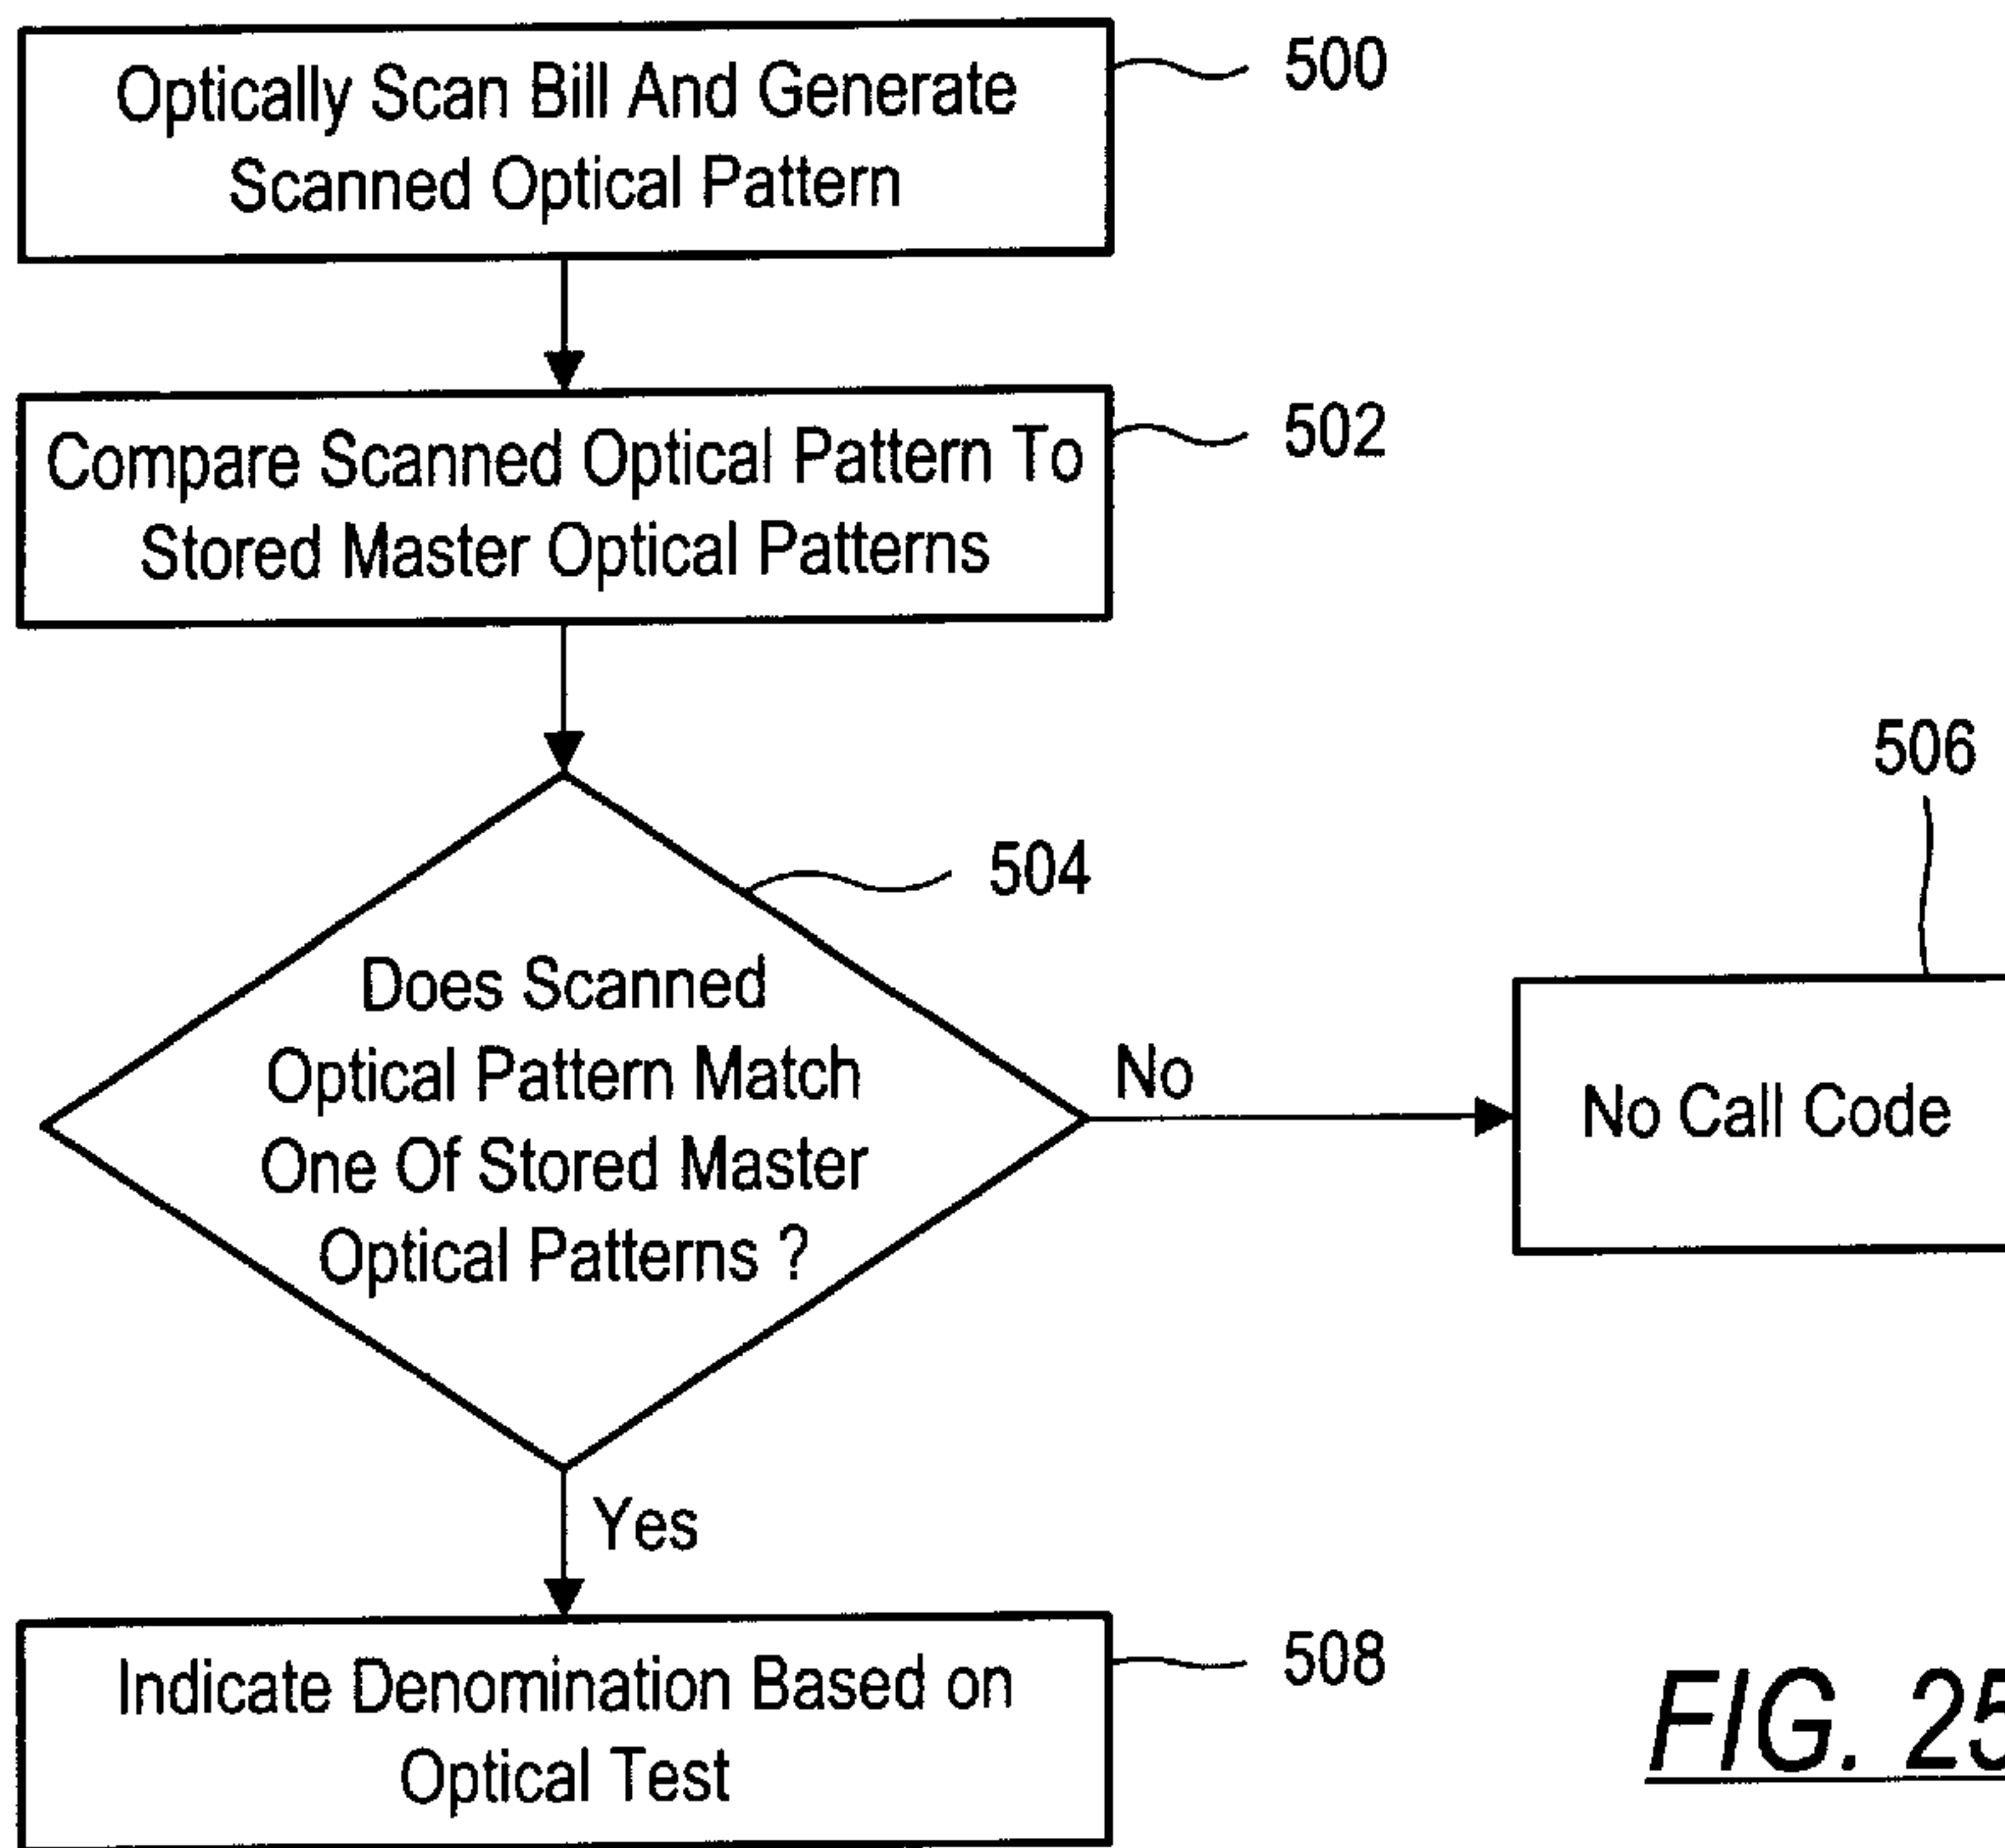 Optically Scan Bill And Generate
Scanned Optical Pattern
500
Compare Scanned Optical Pattern To
Stored Master Optical Patterns
502
504
506
Does Scanned
Optical Pattern Match
One Of Stored Master
Optical Patterns ?
No
No Call Code
Yes
Indicate Denomination Based on
Optical Test
508
FIG. 25